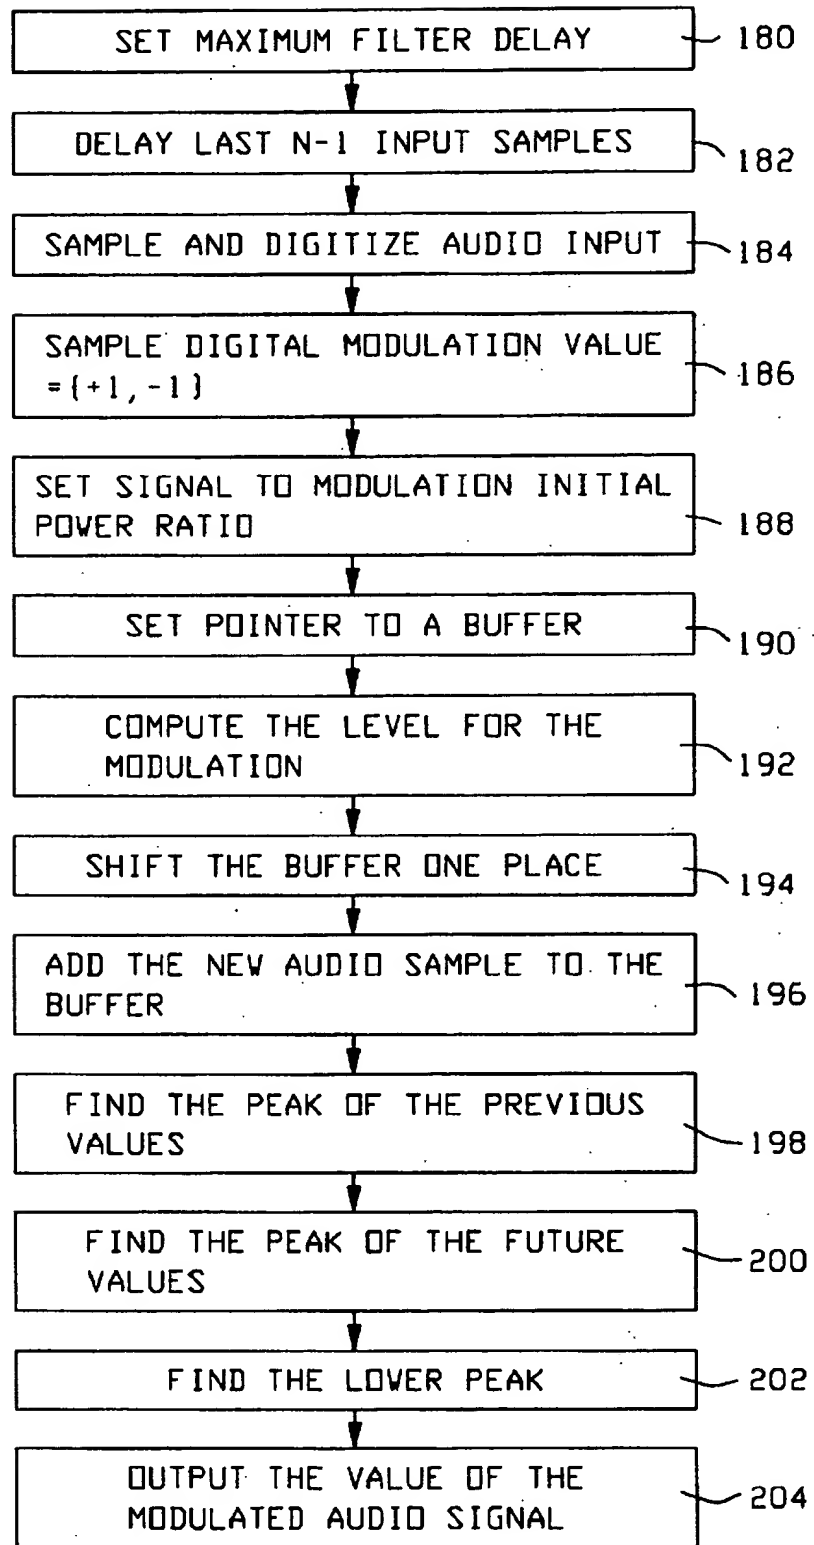 SET MAXIMUM FILTER DELAY 180
DELAY LAST N-1 INPUT SAMPLES 182
SAMPLE AND DIGITIZE AUDIO INPUT 184
SAMPLE DIGITAL MODULATION VALUE
={+1,-1} 186
SET SIGNAL TO MODULATION INITIAL
POWER RATIO 188
SET POINTER TO A BUFFER 190
COMPUTE THE LEVEL FOR THE
MODULATION 192
SHIFT THE BUFFER ONE PLACE 194
ADD THE NEW AUDIO SAMPLE TO THE
BUFFER 196
FIND THE PEAK OF THE PREVIOUS
VALUES 198
FIND THE PEAK OF THE FUTURE
VALUES 200
FIND THE LOWER PEAK 202
OUTPUT THE VALUE OF THE
MODULATED AUDIO SIGNAL 204